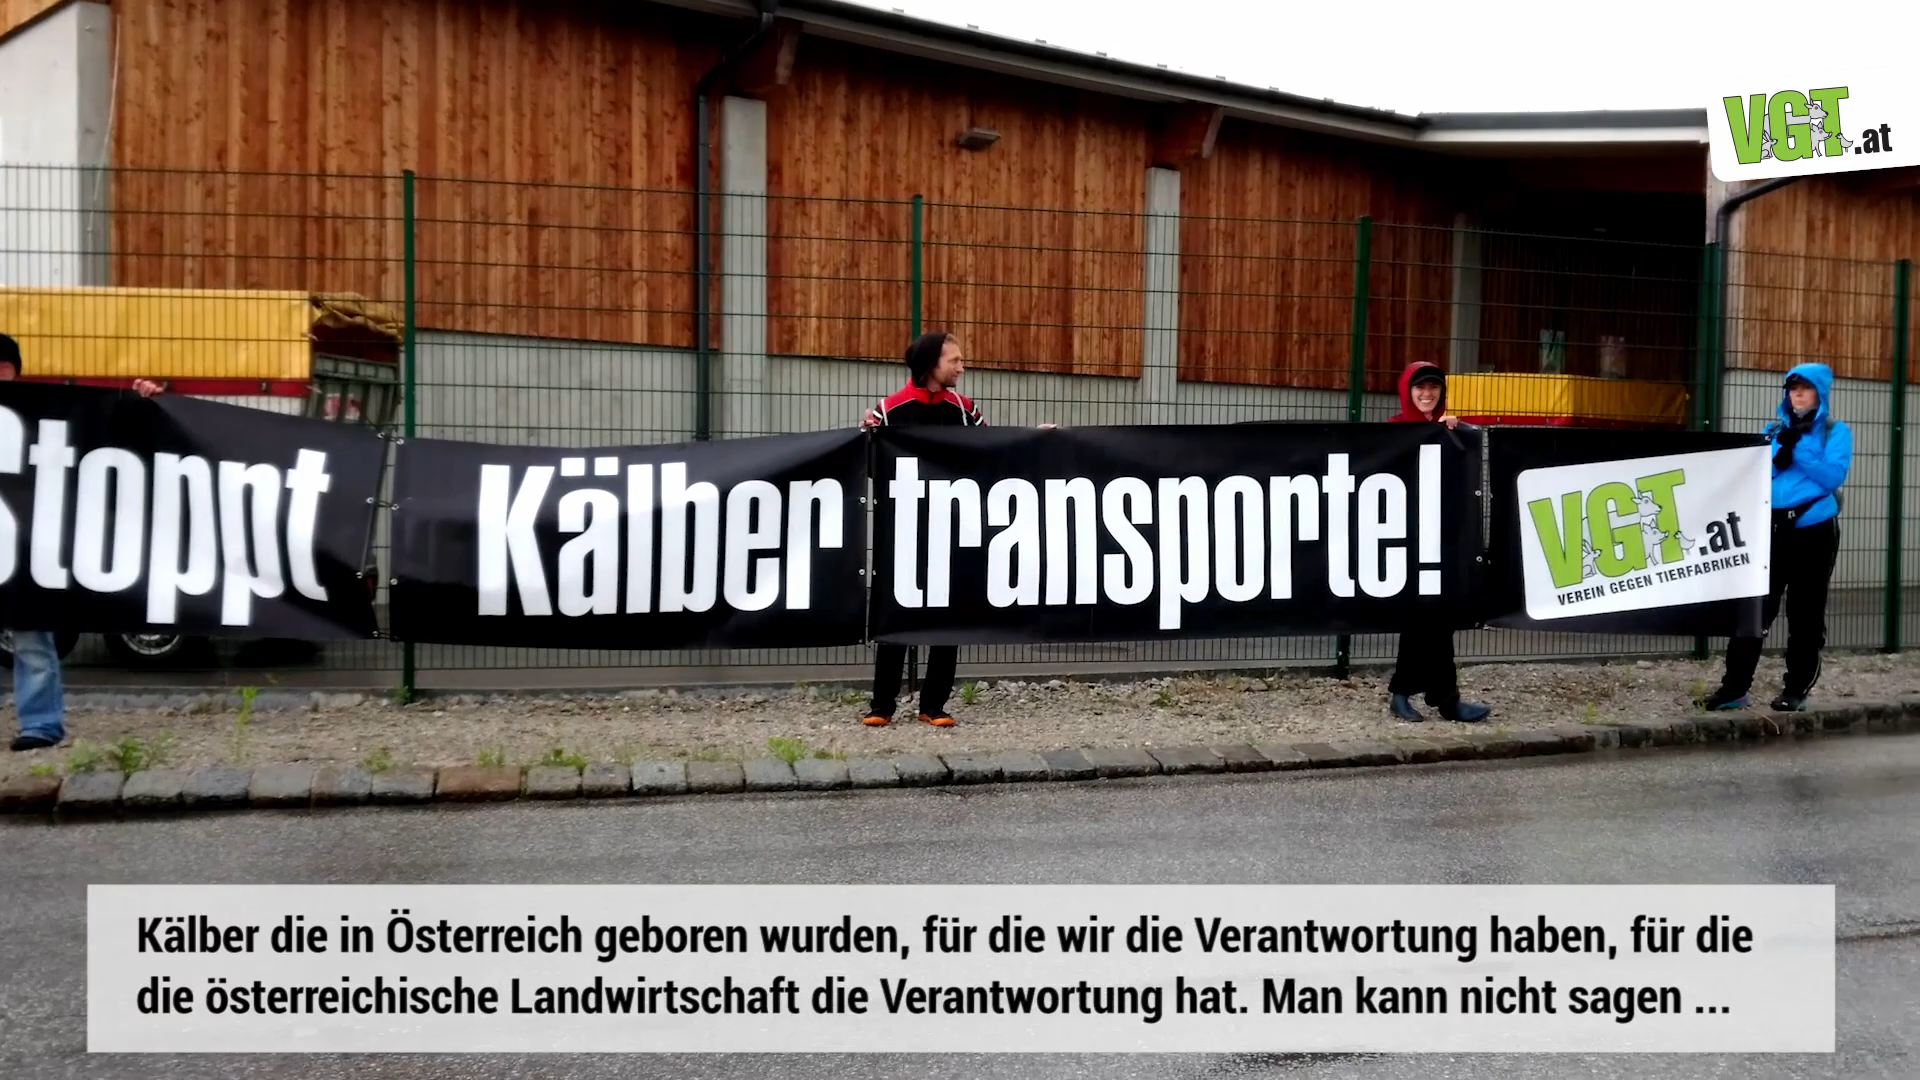 VGT.at
Stoppt Kälber transporte!
VGT.at
VEREIN GEGEN TIERFABRIKEN
Kälber die in Österreich geboren wurden, für die wir die Verantwortung haben, für die
die österreichische Landwirtschaft die Verantwortung hat. Man kann nicht sagen ...